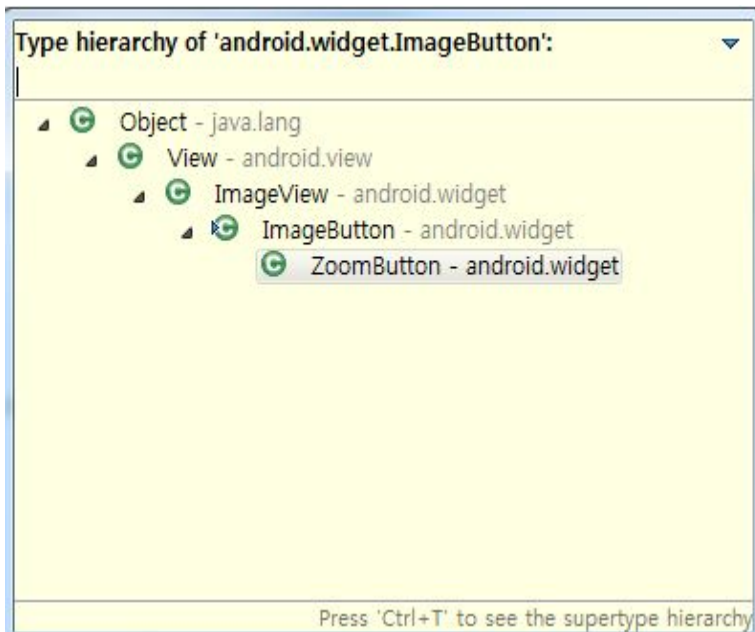 Type hierarchy of 'android.widget.ImageButton':
Object - java.lang
View - android.view
ImageView - android.widget
ImageButton - android.widget
ZoomButton - android.widget
Press 'Ctrl+T' to see the supertype hierarchy